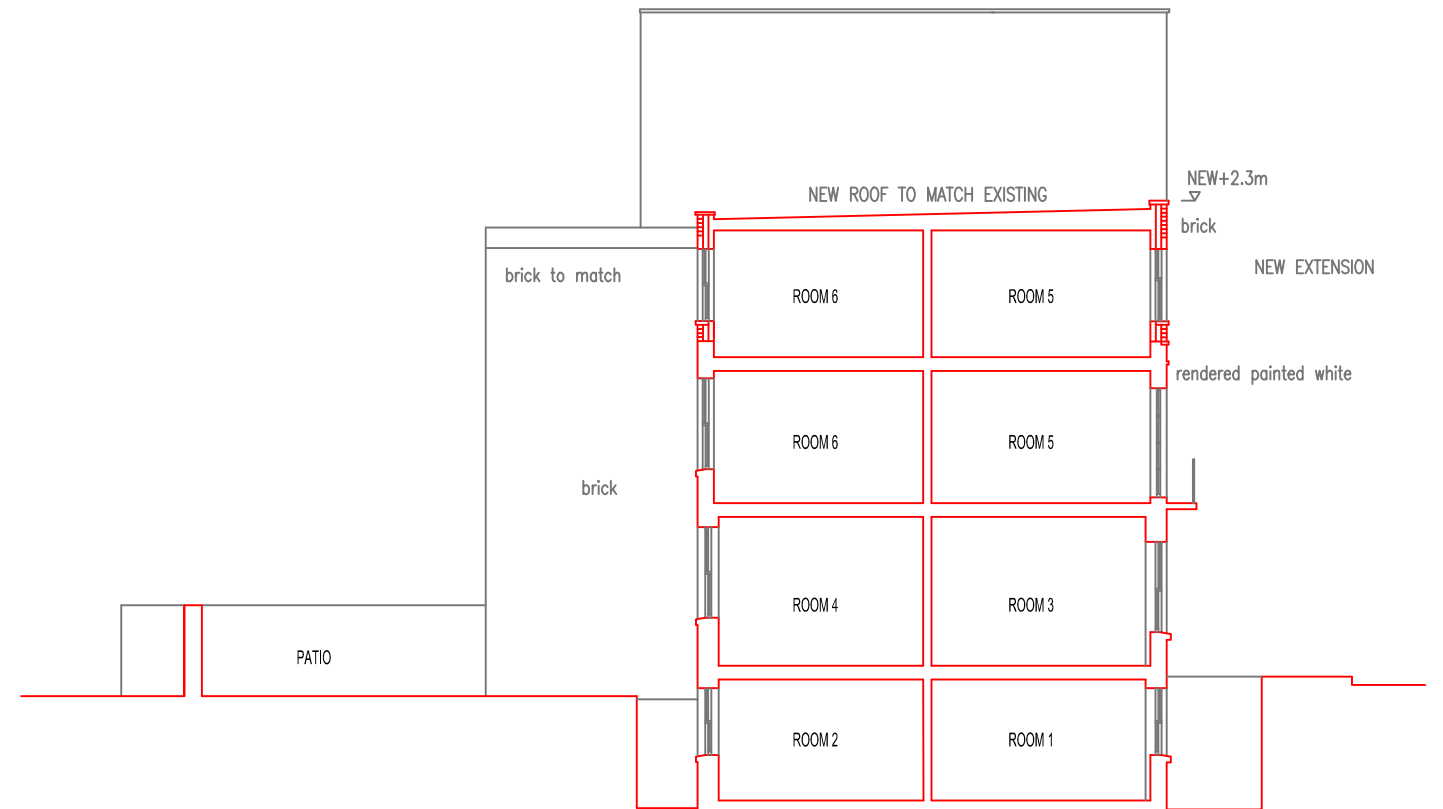 NEW+2.3m
NEW ROOF TO MATCH EXISTING
brick
NEW EXTENSION
brick to match
ROOM 6
ROOM 5
rendered painted white
ROOM 6
ROOM 5
brick
ROOM 4
ROOM 3
PATIO
ROOM 2
ROOM 1